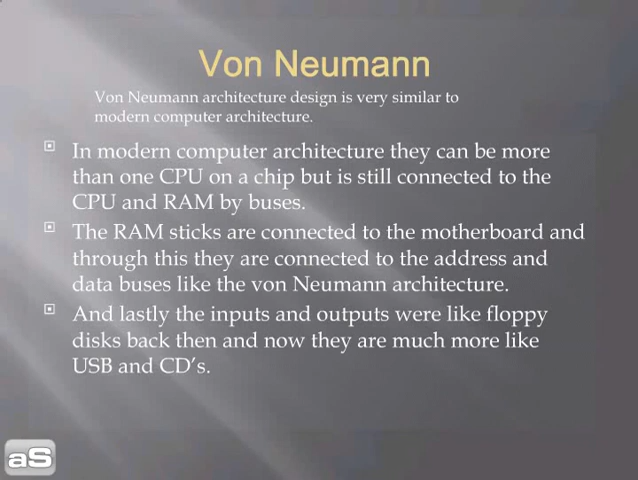 Von Neumann
Von Neumann architecture design is very similar to
modern computer architecture.
In modern computer architecture they can be more
than one CPU on a chip but is still connected to the
CPU and RAM by buses.
The RAM sticks are connected to the motherboard and
through this they are connected to the address and
data buses like the von Neumann architecture.
And lastly the inputs and outputs were like floppy
disks back then and now they are much more like
USB and CD’s.
aS